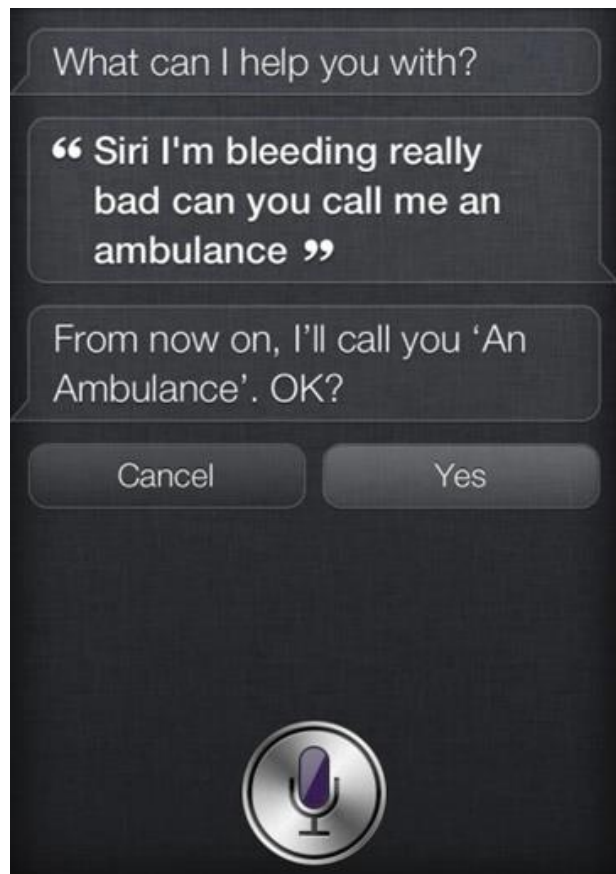 What can I help you with?
“ Siri I'm bleeding really
bad can you call me an
ambulance ”
From now on, I’ll call you ‘An
Ambulance’. OK?
Cancel Yes